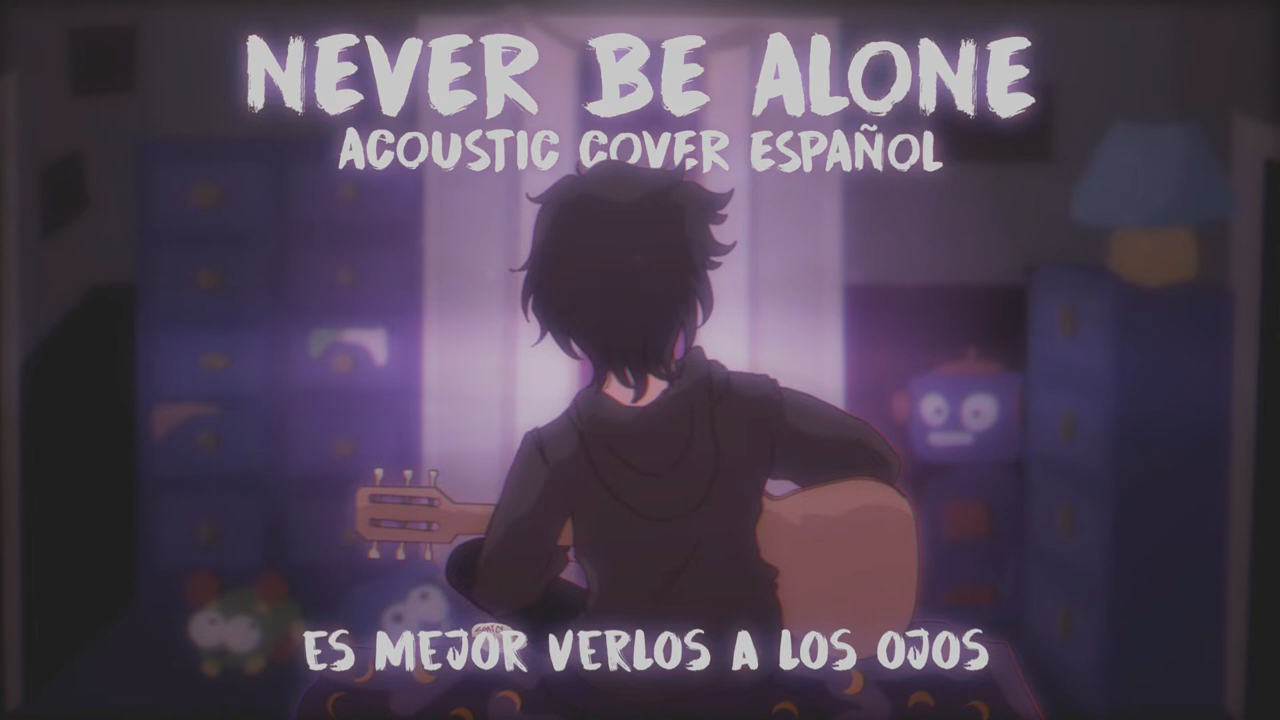 NEVER BE ALONE
ACOUSTIC COVER ESPAÑOL
ES MEJOR VERLOS A LOS OJOS